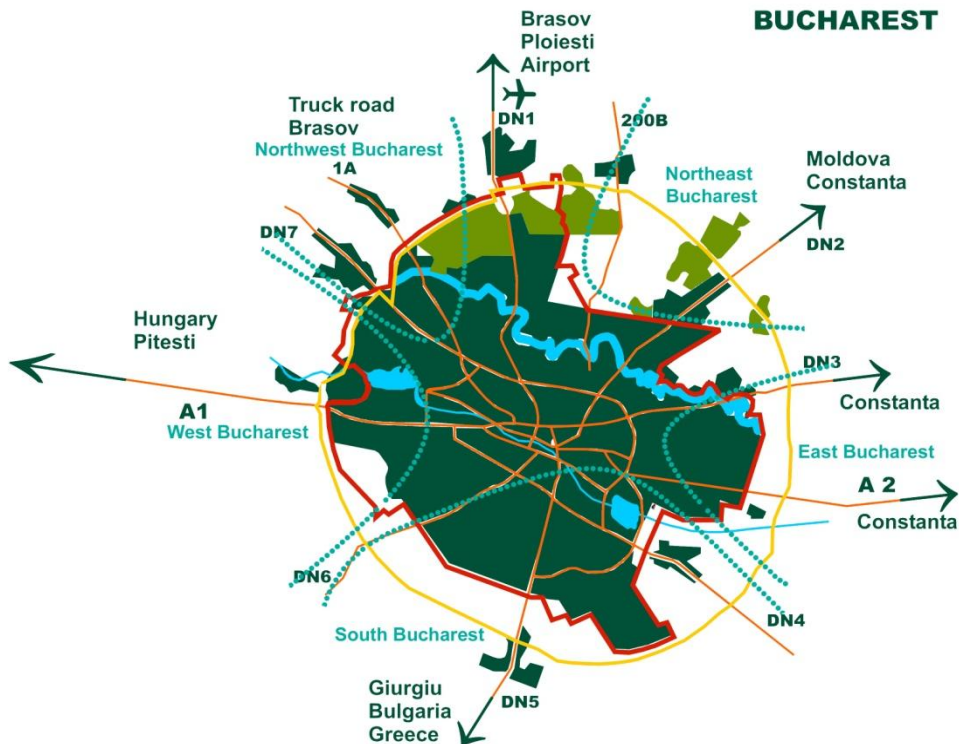 BUCHAREST
Brasov
Ploiesti
Airport
DN1
Truck road
Brasov
Northwest Bucharest
1A
200B
Northeast
Bucharest
Moldova
Constanta
DN2
DN7
Hungary
Pitesti
A1
West Bucharest
DN3
Constanta
East Bucharest
A 2
Constanta
DN6
DN4
South Bucharest
DN5
Giurgiu
Bulgaria
Greece